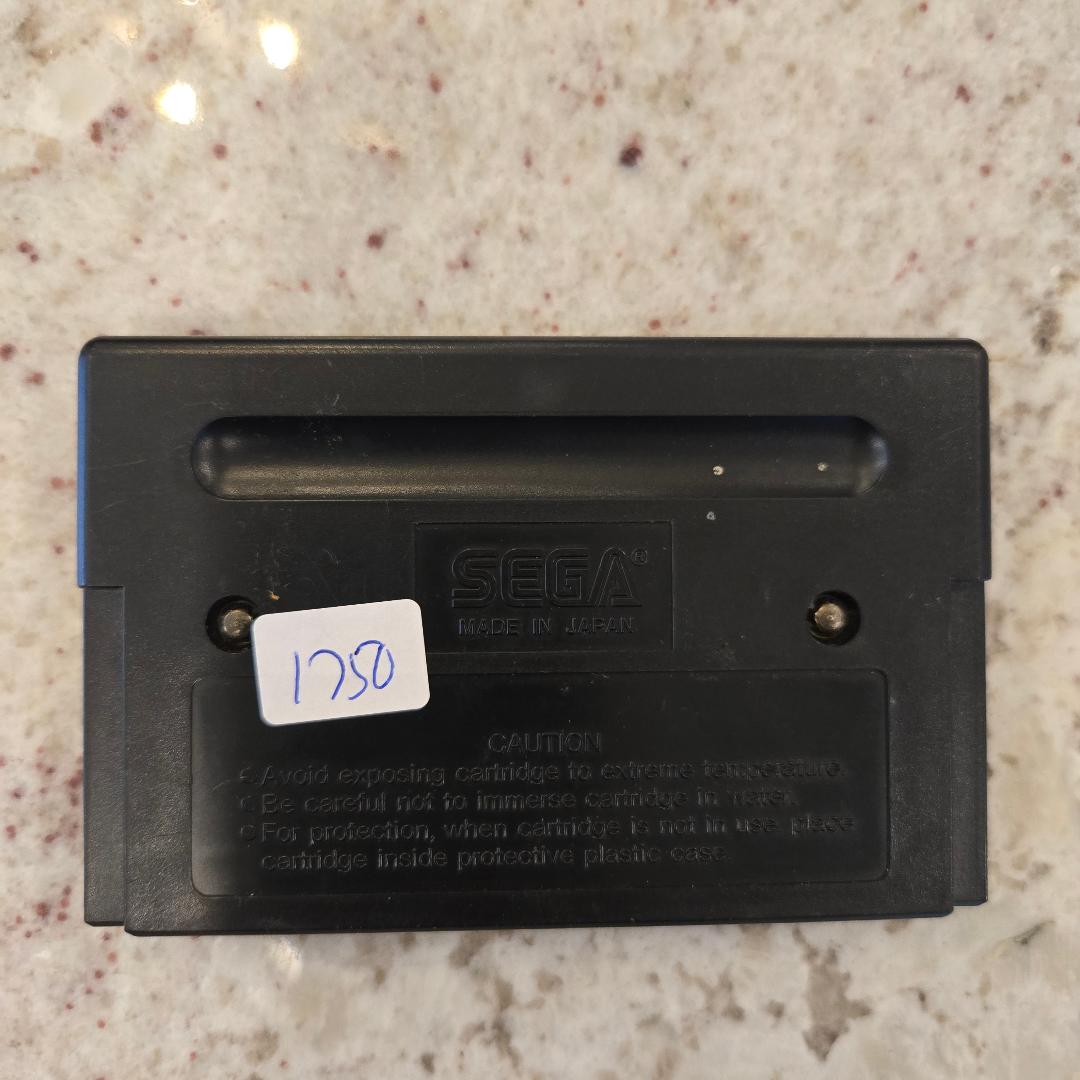 SEGA®
MADE IN JAPAN
1750
CAUTION
Avoid exposing cartridge to extreme temperature.
Be careful not to immerse cartridge in water.
For protection, when cartridge is not in use, place
cartridge inside protective plastic case.